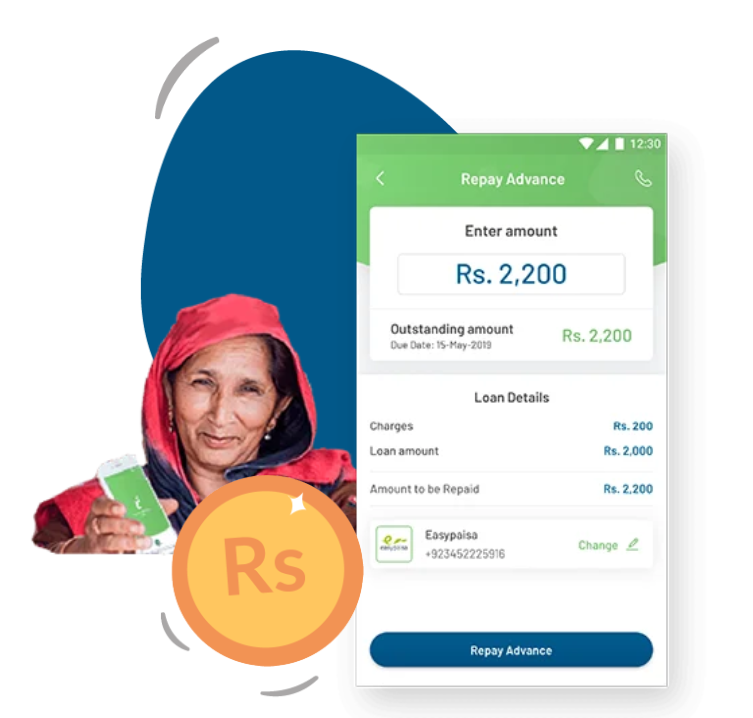 12:30
Repay Advance
Enter amount
Rs. 2,200
Outstanding amount
Rs. 2,200
Due Date: 15-May-2019
Loan Details
Charges Rs. 200
Loan amount Rs. 2,000
Amount to be Repaid Rs. 2,200
easypaisa
Easypaisa
+923452225916
Change
Rs
Repay Advance